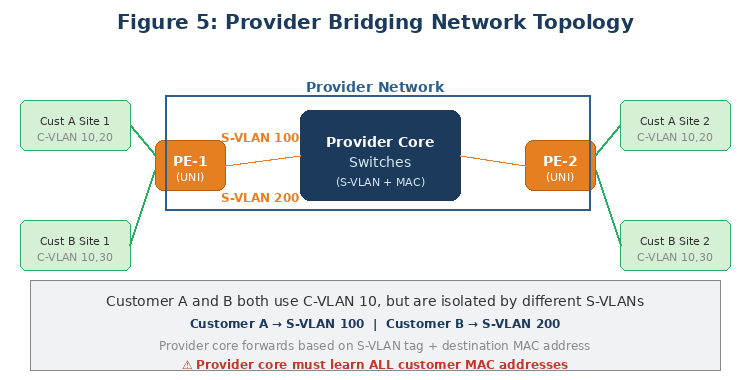 Figure 5: Provider Bridging Network Topology
Provider Network
Cust A Site 1
C-VLAN 10,20
Cust A Site 2
C-VLAN 10,20
S-VLAN 100
Provider Core
Switches
(S-VLAN + MAC)
PE-1
(UNI)
PE-2
(UNI)
S-VLAN 200
Cust B Site 1
C-VLAN 10,30
Cust B Site 2
C-VLAN 10,30
Customer A and B both use C-VLAN 10, but are isolated by different S-VLANs
Customer A → S-VLAN 100 | Customer B → S-VLAN 200
Provider core forwards based on S-VLAN tag + destination MAC address
⚠ Provider core must learn ALL customer MAC addresses